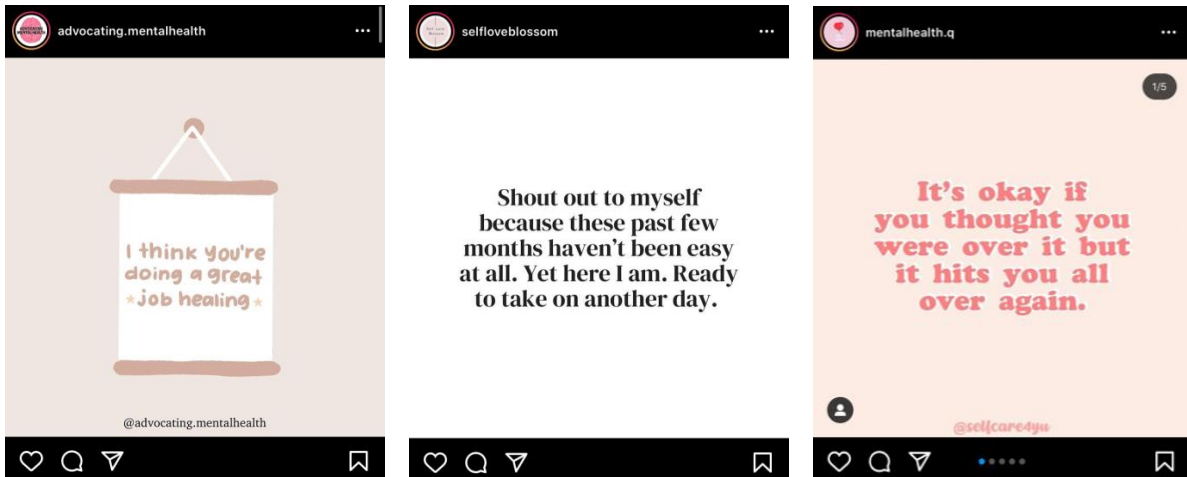 advocating.mentalhealth
I think you're
doing a great
job healing
@advocating.mentalhealth
selfloveblossom
Shout out to myself
because these past few
months haven't been easy
at all. Yet here I am. Ready
to take on another day.
mentalhealth.q
1/5
It's okay if
you thought you
were over it but
it hits you all
over again.
@selfcare4yu